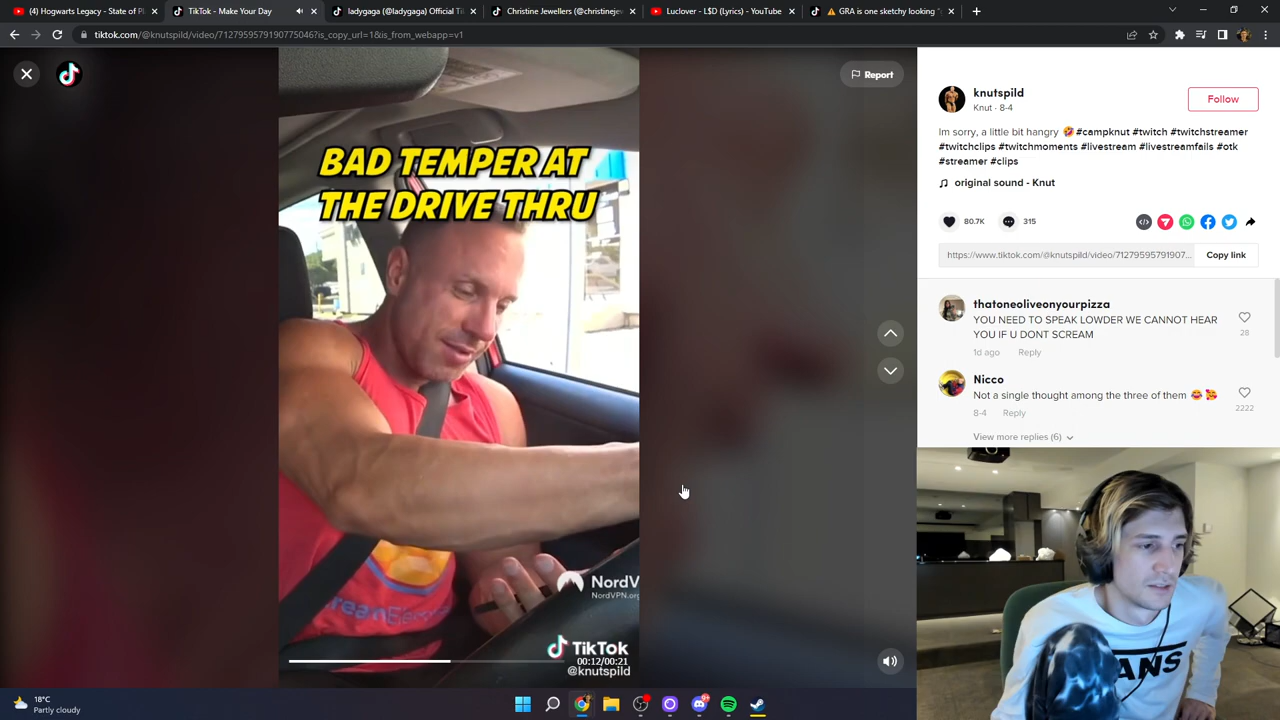 (4) Hogwarts Legacy - State of Pl
TikTok - Make Your Day
ladygaga (@ladygaga) Official Ti
Christine Jewellers (@christineje
Luclover - L$D (Lyrics) - YouTube
GRA is one sketchy looking "
tiktok.com/@knutspild/video/7127959579190775046?is_copy_url=1&is_from_webapp=v1
Report
BAD TEMPER AT
THE DRIVE THRU
NordV
NordVPN.org
TikTok
00:12/00:21
@knutspild
knutspild
Knut · 8-4
Follow
Im sorry, a little bit hangry 🤣 #campknut #twitch #twitchstreamer
#twitchclips #twitchmoments #livestream #livestreamfails #otk
#streamer #clips
original sound - Knut
80.7K
315
https://www.tiktok.com/@knutspild/video/71279595791907...
Copy link
thatoneoliveonyourpizza
YOU NEED TO SPEAK LOWDER WE CANNOT HEAR
YOU IF U DONT SCREAM
28
1d ago Reply
Nicco
Not a single thought among the three of them 😂 🥰
2222
8-4 Reply
View more replies (6)
VANS
18°C
Partly cloudy